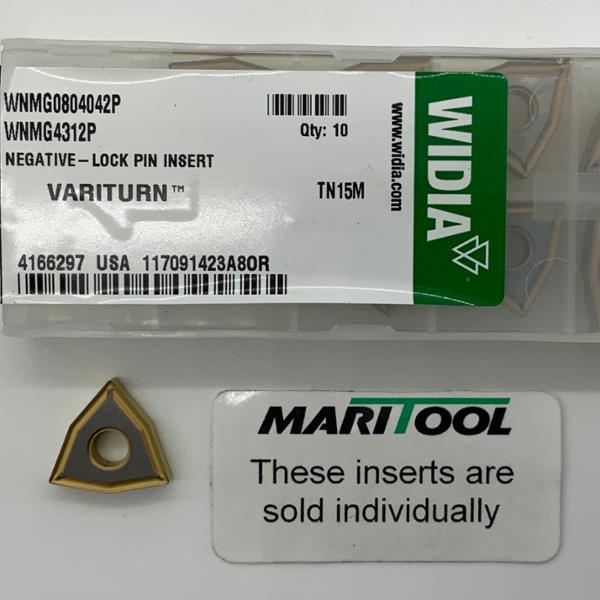 WNMG0804042P
WNMG4312P
Qty: 10
NEGATIVE-LOCK PIN INSERT
VARITURN™
TN15M
4166297 USA 117091423A80R
www.widia.com
WIDIA
MARITOOL
These inserts are
sold individually